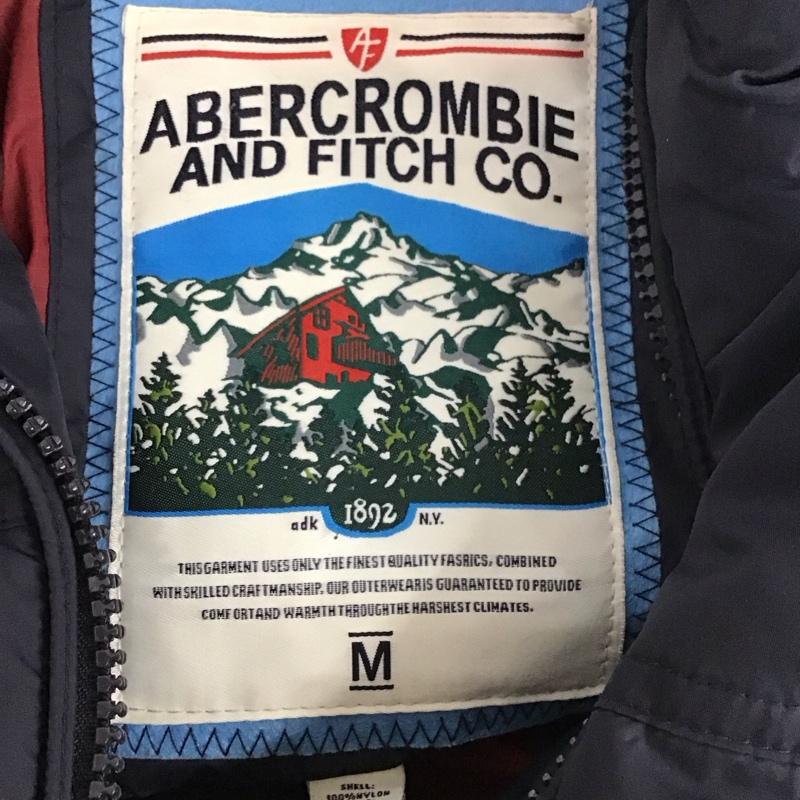 AF
ABERCROMBIE
AND FITCH CO.
adk 1892 N.Y.
THIS GARMENT USES ONLY THE FINEST QUALITY FASRICS, COMBINED
WITH SKILLED CRAFTMANSHIP. OUR OUTERWEAR IS GUARANTEED TO PROVIDE
COMFORT AND WARMTH THROUGH THE HARSHEST CLIMATES.
M
SHELL:
100% NYLON